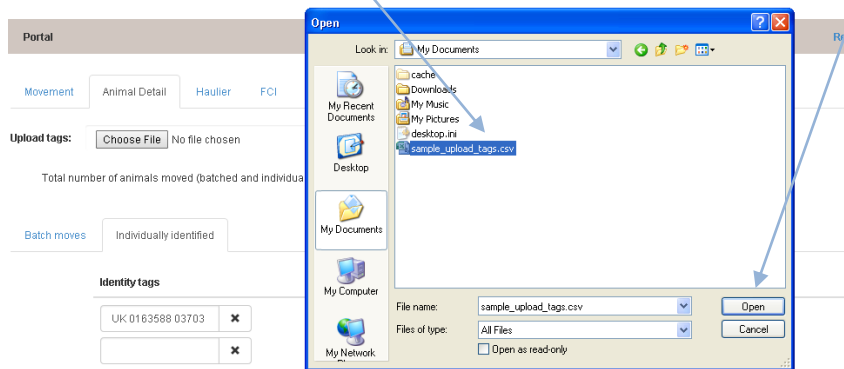 Portal
Re
Movement Animal Detail Haulier FCI
Upload tags: Choose File No file chosen
Total number of animals moved (batched and individua
Batch moves Individually identified
Identity tags
UK 0163588 03703
Open
Look in: My Documents
My Recent
Documents
Desktop
My Documents
My Computer
My Network
cache
Downloads
My Music
My Pictures
desktop.ini
sample_upload_tags.csv
File name: sample_upload_tags.csv Open
Files of type: All Files Cancel
Open as read-only